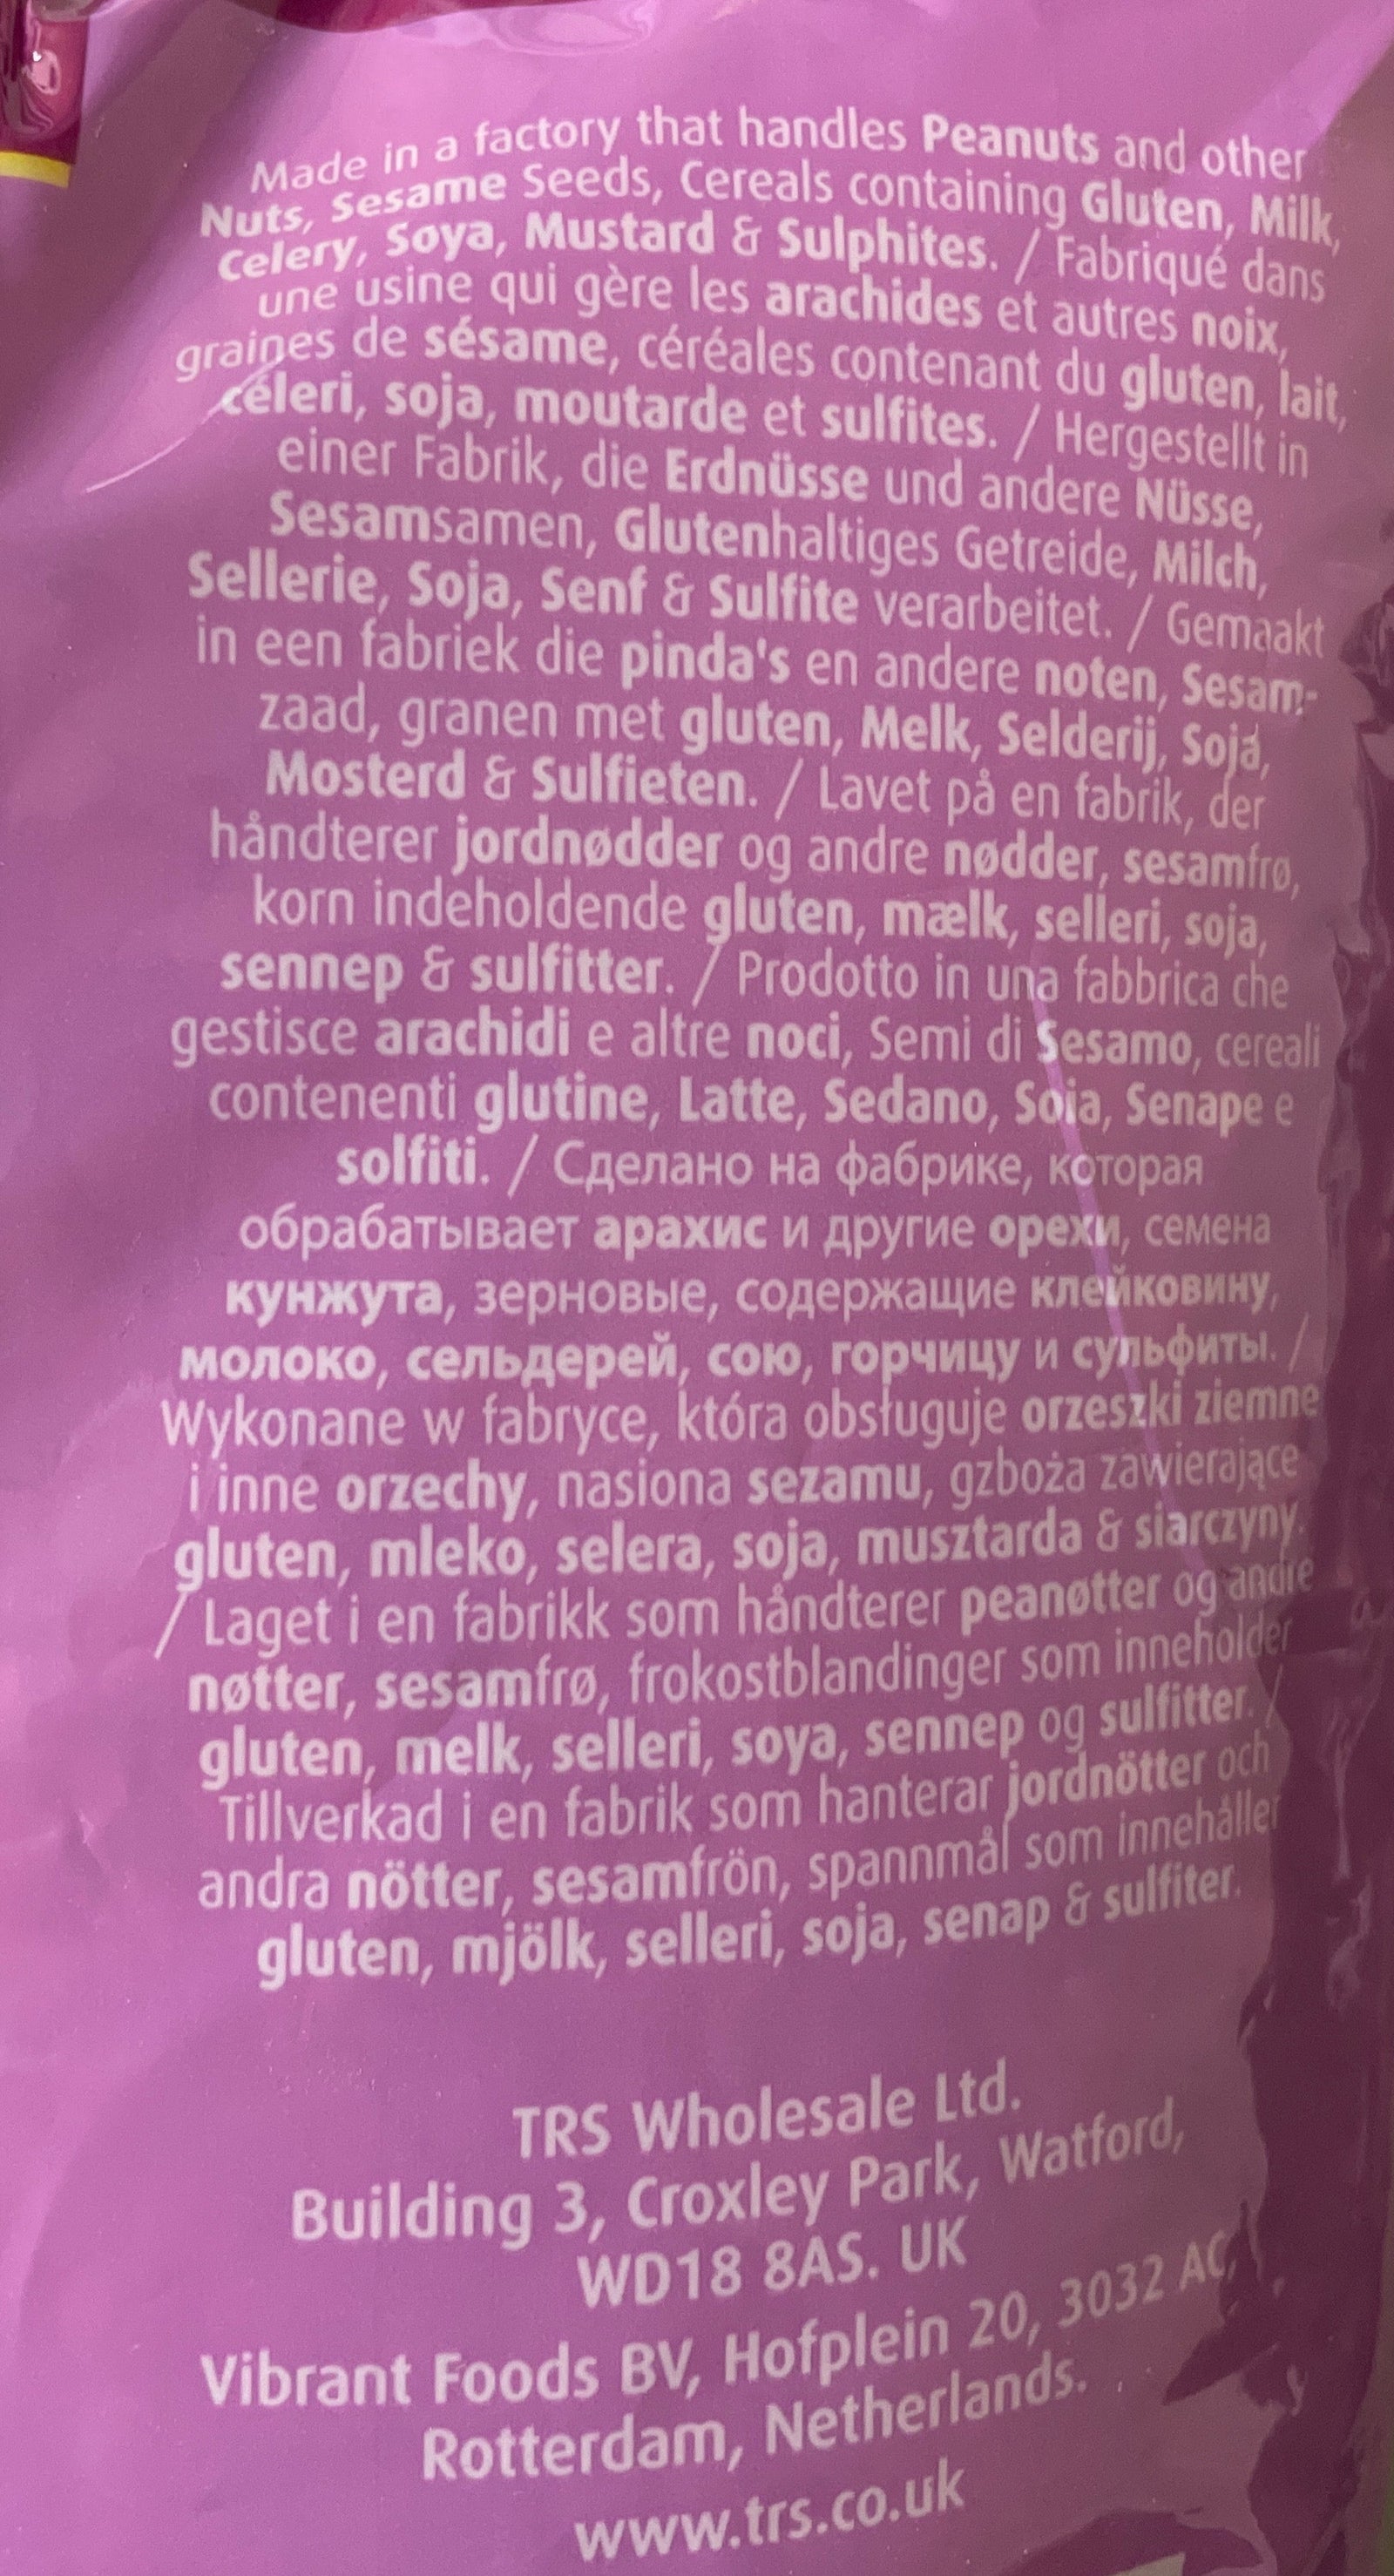 Made in a factory that handles Peanuts and other
Nuts, Sesame Seeds, Cereals containing Gluten, Milk,
Celery, Soya, Mustard & Sulphites. / Fabriqué dans
une usine qui gère les arachides et autres noix,
graines de sésame, céréales contenant du gluten, lait,
céleri, soja, moutarde et sulfites. / Hergestellt in
einer Fabrik, die Erdnüsse und andere Nüsse,
Sesamsamen, Glutenhaltiges Getreide, Milch,
Sellerie, Soja, Senf & Sulfite verarbeitet. / Gemaakt
in een fabriek die pinda's en andere noten, Sesam-
zaad, granen met gluten, Melk, Selderij, Soja,
Mosterd & Sulfieten. / Lavet på en fabrik, der
håndterer jordnødder og andre nødder, sesamfrø,
korn indeholdende gluten, mælk, selleri, soja,
sennep & sulfitter. / Prodotto in una fabbrica che
gestisce arachidi e altre noci, Semi di Sesamo, cereali
contenenti glutine, Latte, Sedano, Soia, Senape e
solfiti. / Сделано на фабрике, которая
обрабатывает арахис и другие орехи, семена
кунжута, зерновые, содержащие клейковину,
молоко, сельдерей, сою, горчицу и сульфиты. /
Wykonane w fabryce, która obsługuje orzeszki ziemne
i inne orzechy, nasiona sezamu, gzboża zawierające
gluten, mleko, selera, soja, musztarda & siarczyny.
/ Laget i en fabrikk som håndterer peanøtter og andre
nøtter, sesamfrø, frokostblandinger som inneholder
gluten, melk, selleri, soya, sennep og sulfitter. /
Tillverkad i en fabrik som hanterar jordnötter och
andra nötter, sesamfrön, spannmål som innehåller
gluten, mjölk, selleri, soja, senap & sulfiter.
TRS Wholesale Ltd.
Building 3, Croxley Park, Watford,
WD18 8AS. UK
Vibrant Foods BV, Hofplein 20, 3032 AC,
Rotterdam, Netherlands.
www.trs.co.uk